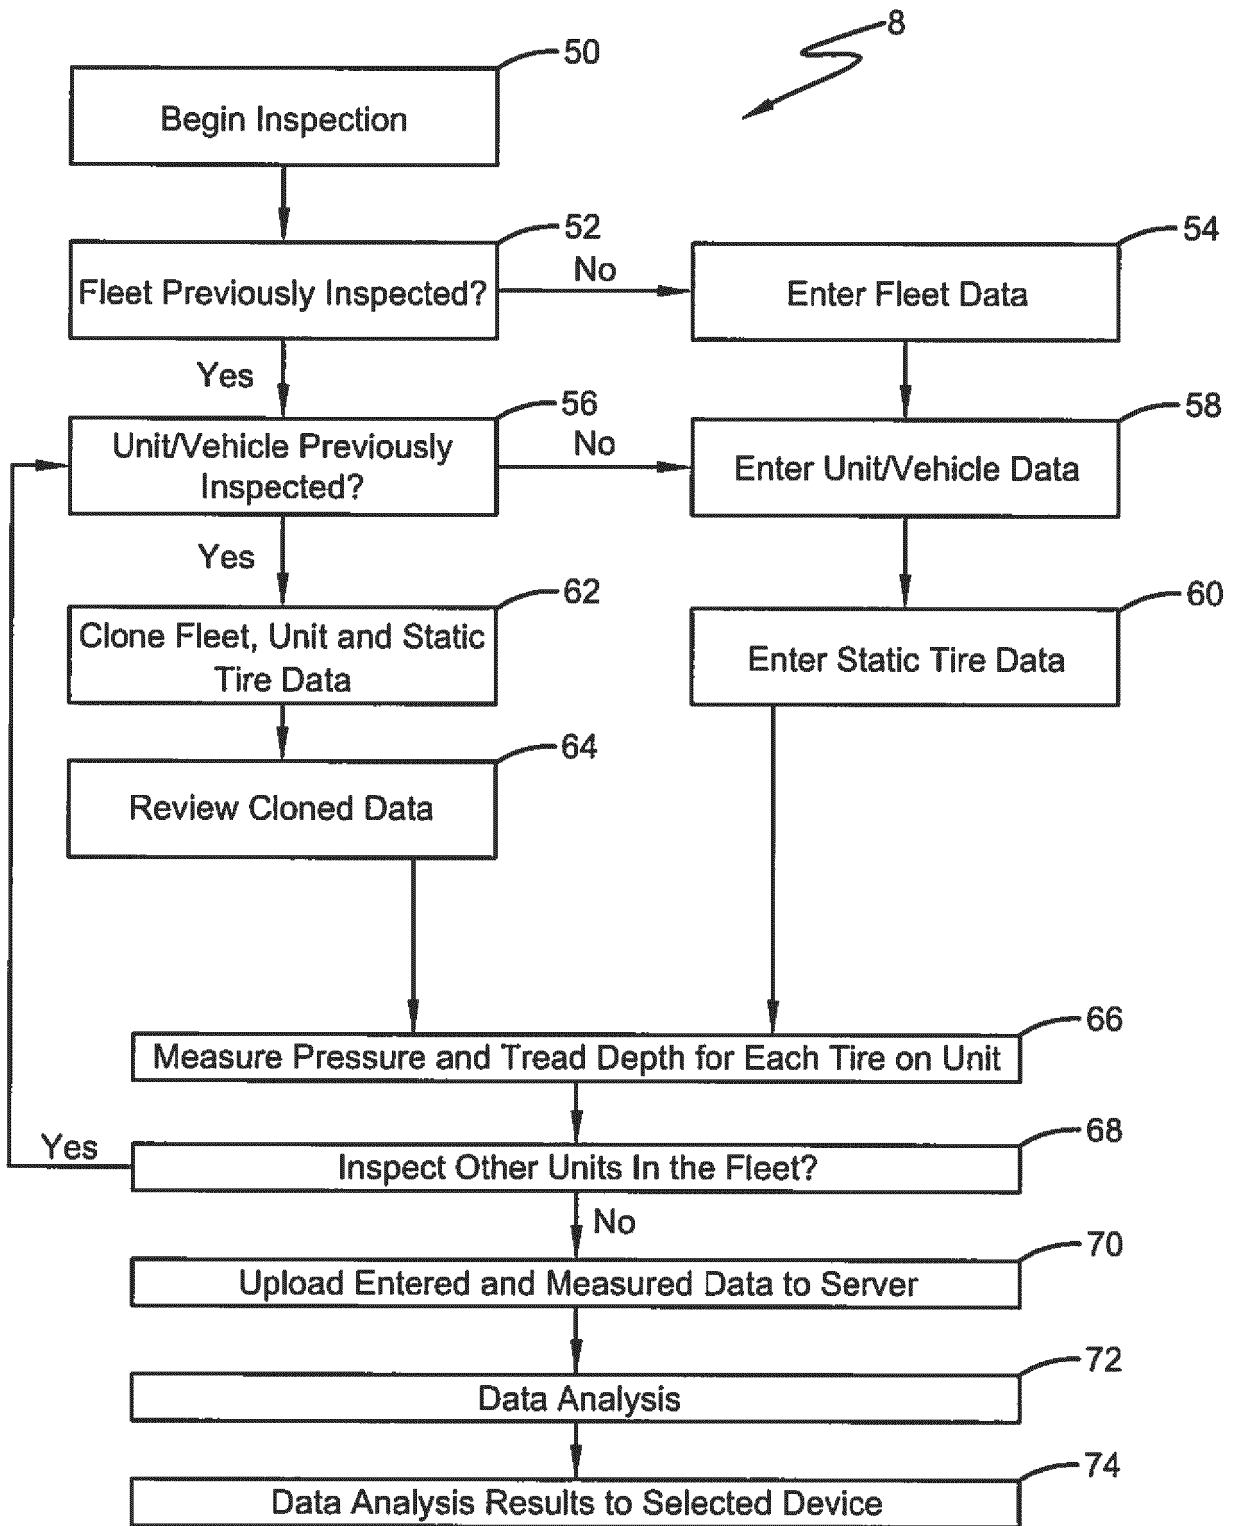 8
50
Begin Inspection
52
Fleet Previously Inspected?
No
54
Enter Fleet Data
Yes
56
Unit/Vehicle Previously
Inspected?
No
58
Enter Unit/Vehicle Data
Yes
62
Clone Fleet, Unit and Static
Tire Data
60
Enter Static Tire Data
64
Review Cloned Data
66
Measure Pressure and Tread Depth for Each Tire on Unit
68
Yes
Inspect Other Units In the Fleet?
No
70
Upload Entered and Measured Data to Server
72
Data Analysis
74
Data Analysis Results to Selected Device